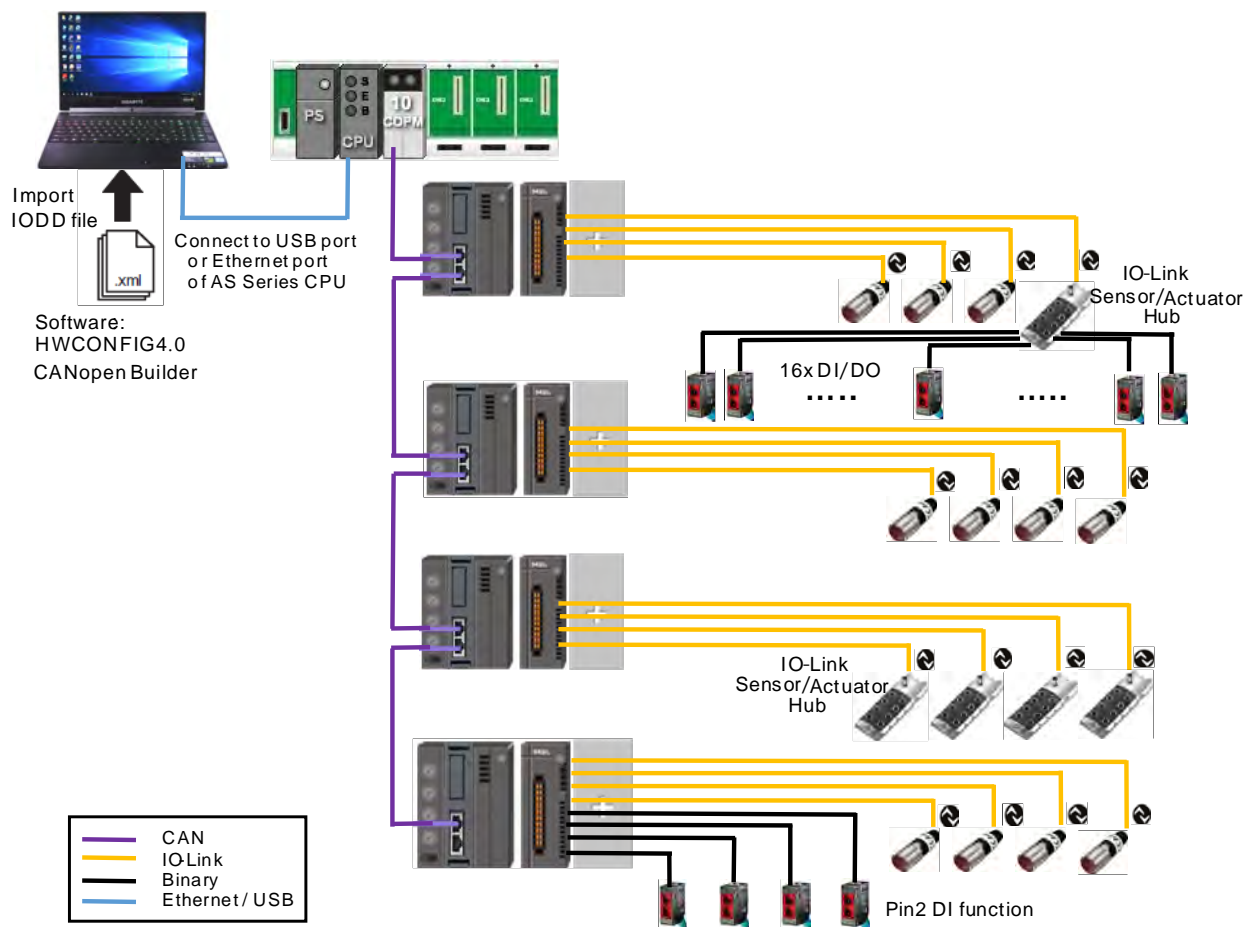 PS
CPU
S
E
B
10
COPM
Import
IODD file
.xml
Connect to USB port
or Ethernet port
of AS Series CPU
Software:
HWCONFIG4.0
CANopen Builder
IO-Link
Sensor/Actuator
Hub
16x DI/DO
.....
.....
IO-Link
Sensor/Actuator
Hub
CAN
IO-Link
Binary
Ethernet / USB
Pin2 DI function